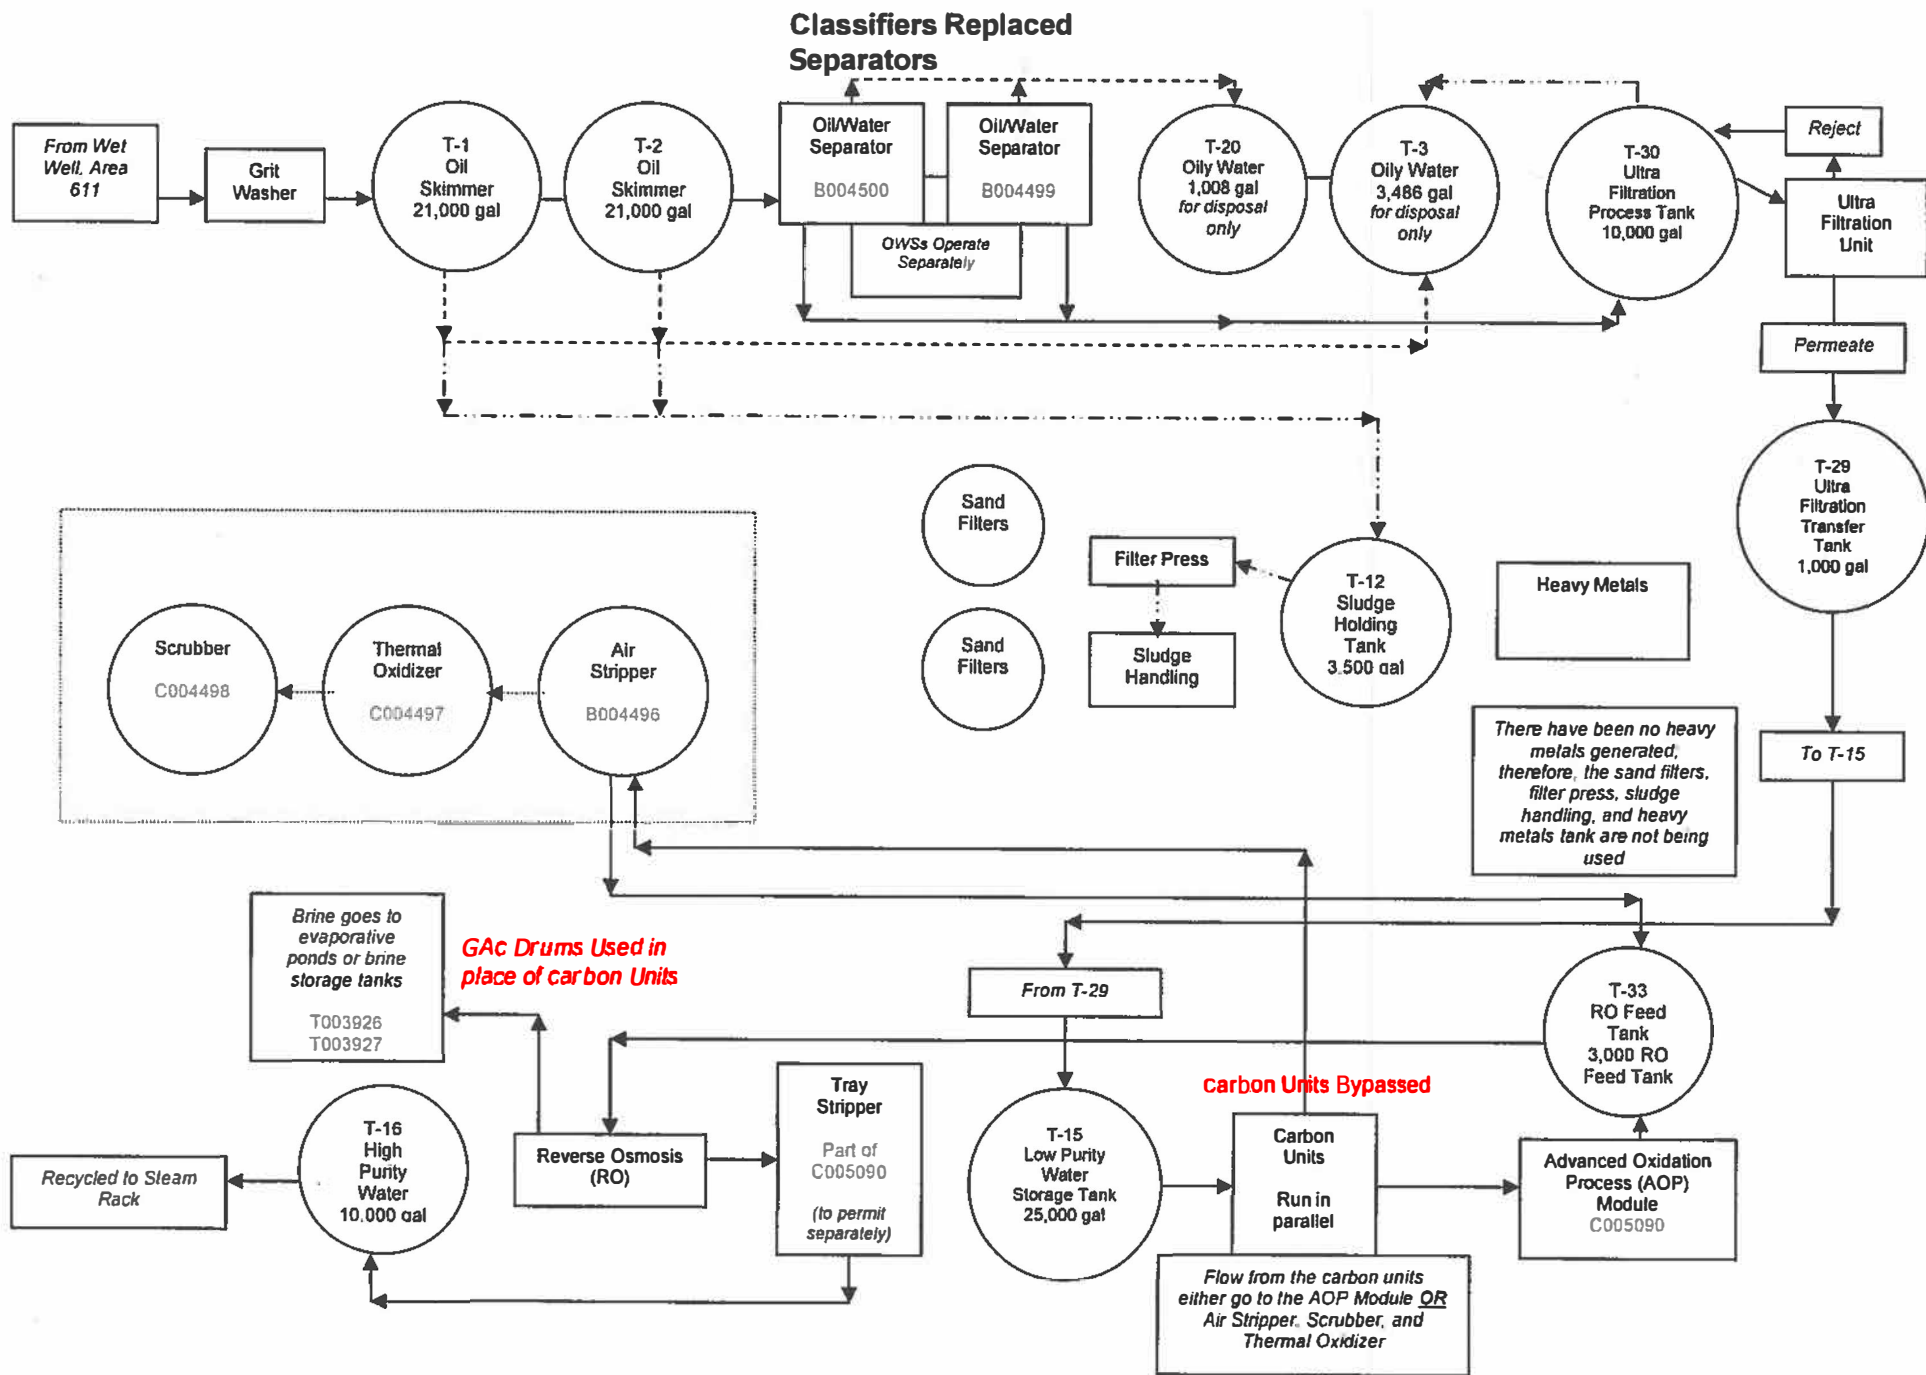 Classifiers Replaced
Separators
From Wet
Well, Area
611
Grit
Washer
T-1
Oil
Skimmer
21,000 gal
T-2
Oil
Skimmer
21,000 gal
Oil/Water
Separator
B004500
Oil/Water
Separator
B004499
OWSs Operate
Separately
T-20
Oily Water
1,008 gal
for disposal
only
T-3
Oily Water
3,486 gal
for disposal
only
T-30
Ultra
Filtration
Process Tank
10,000 gal
Reject
Ultra
Filtration
Unit
Permeate
T-29
Ultra
Filtration
Transfer
Tank
1,000 gal
Sand
Filters
Sand
Filters
Filter Press
Sludge
Handling
T-12
Sludge
Holding
Tank
3,500 gal
Heavy Metals
There have been no heavy
metals generated,
therefore, the sand filters,
filter press, sludge
handling, and heavy
metals tank are not being
used
To T-15
Scrubber
C004498
Thermal
Oxidizer
C004497
Air
Stripper
B004496
Brine goes to
evaporative
ponds or brine
storage tanks
T003926
T003927
GAc Drums Used in
place of carbon Units
From T-29
T-33
RO Feed
Tank
3,000 RO
Feed Tank
carbon Units Bypassed
Recycled to Steam
Rack
T-16
High
Purity
Water
10,000 gal
Reverse Osmosis
(RO)
Tray
Stripper
Part of
C005090
(to permit
separately)
T-15
Low Purity
Water
Storage Tank
25,000 gal
Carbon
Units
Run in
parallel
Flow from the carbon units
either go to the AOP Module OR
Air Stripper, Scrubber, and
Thermal Oxidizer
Advanced Oxidation
Process (AOP)
Module
C005090